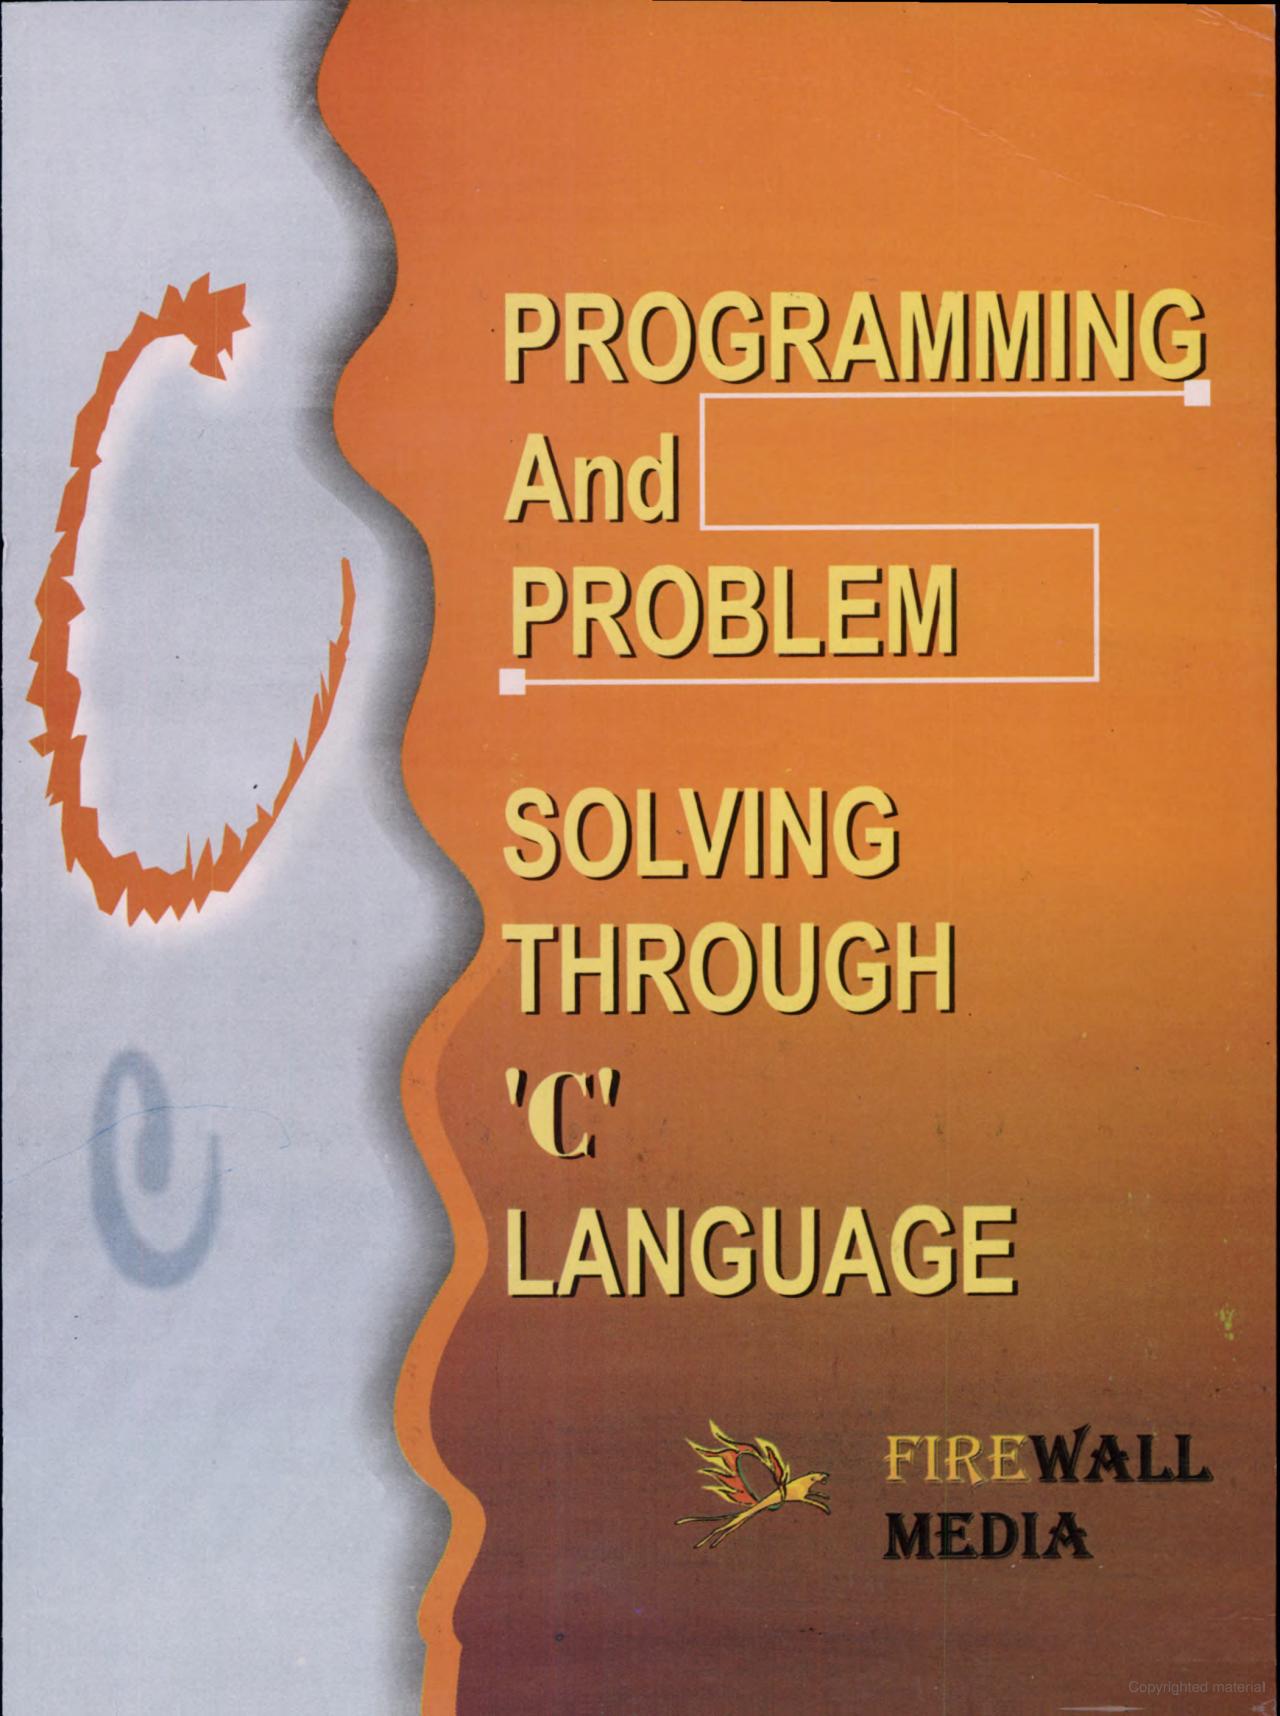 PROGRAMMING
And
PROBLEM
SOLVING
THROUGH
'C'
LANGUAGE
FIREWALL
MEDIA
Copyrighted material